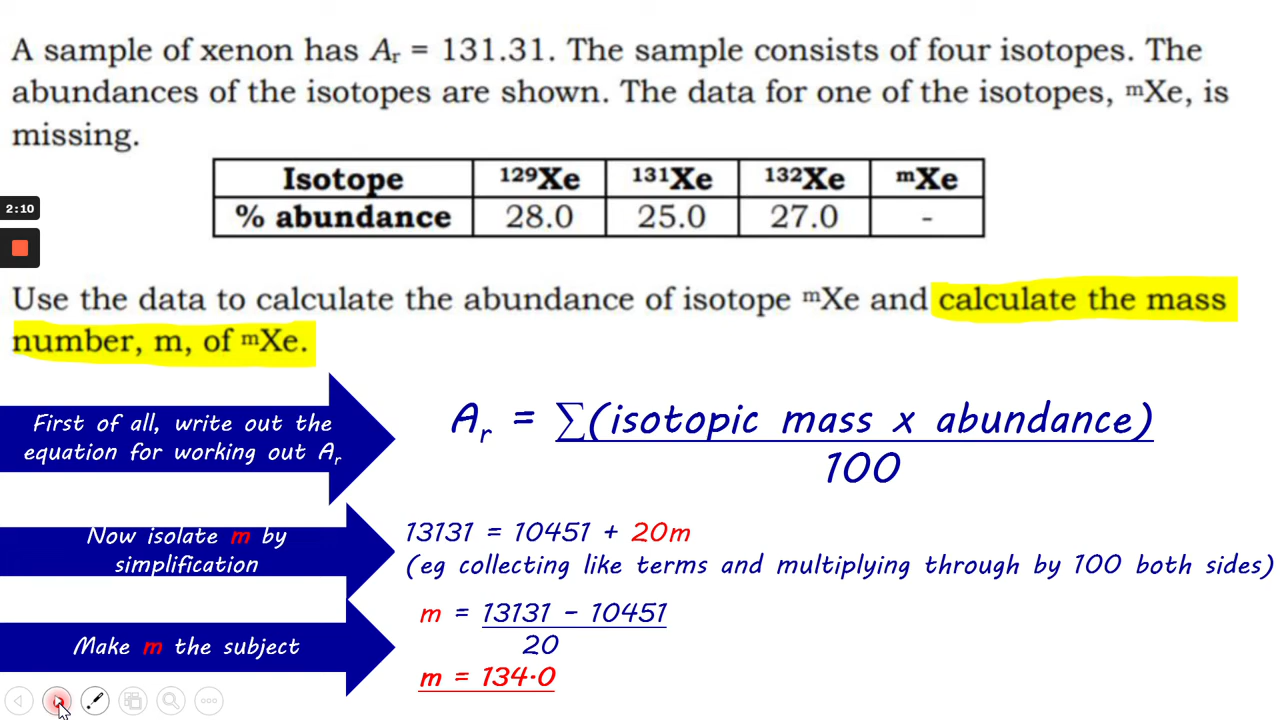 A sample of xenon has Aᵣ = 131.31. The sample consists of four isotopes. The
abundances of the isotopes are shown. The data for one of the isotopes, ᵐXe, is
missing.
Isotope ¹²⁹Xe ¹³¹Xe ¹³²Xe ᵐXe
% abundance 28.0 25.0 27.0 -
2:10
Use the data to calculate the abundance of isotope ᵐXe and calculate the mass
number, m, of ᵐXe.
First of all, write out the
equation for working out Aᵣ
Aᵣ = ∑(isotopic mass x abundance)
100
Now isolate m by
simplification
13131 = 10451 + 20m
(eg collecting like terms and multiplying through by 100 both sides)
Make m the subject
m = 13131 - 10451
20
m = 134·0